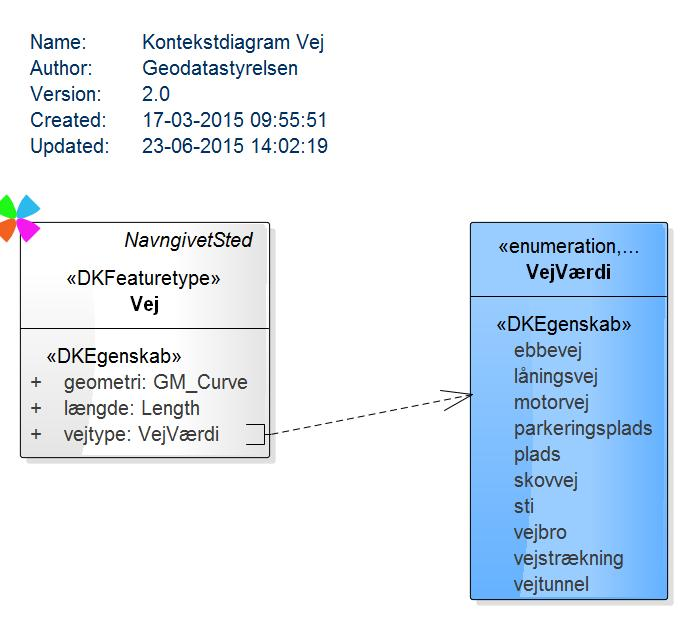 Name: Kontekstdiagram Vej
Author: Geodatastyrelsen
Version: 2.0
Created: 17-03-2015 09:55:51
Updated: 23-06-2015 14:02:19
NavngivetSted
«DKFeaturetype»
Vej
«DKEgenskab»
+ geometri: GM_Curve
+ længde: Length
+ vejtype: VejVærdi
«enumeration,...
VejVærdi
«DKEgenskab»
ebbevej
låningsvej
motorvej
parkeringsplads
plads
skovvej
sti
vejbro
vejstrækning
vejtunnel